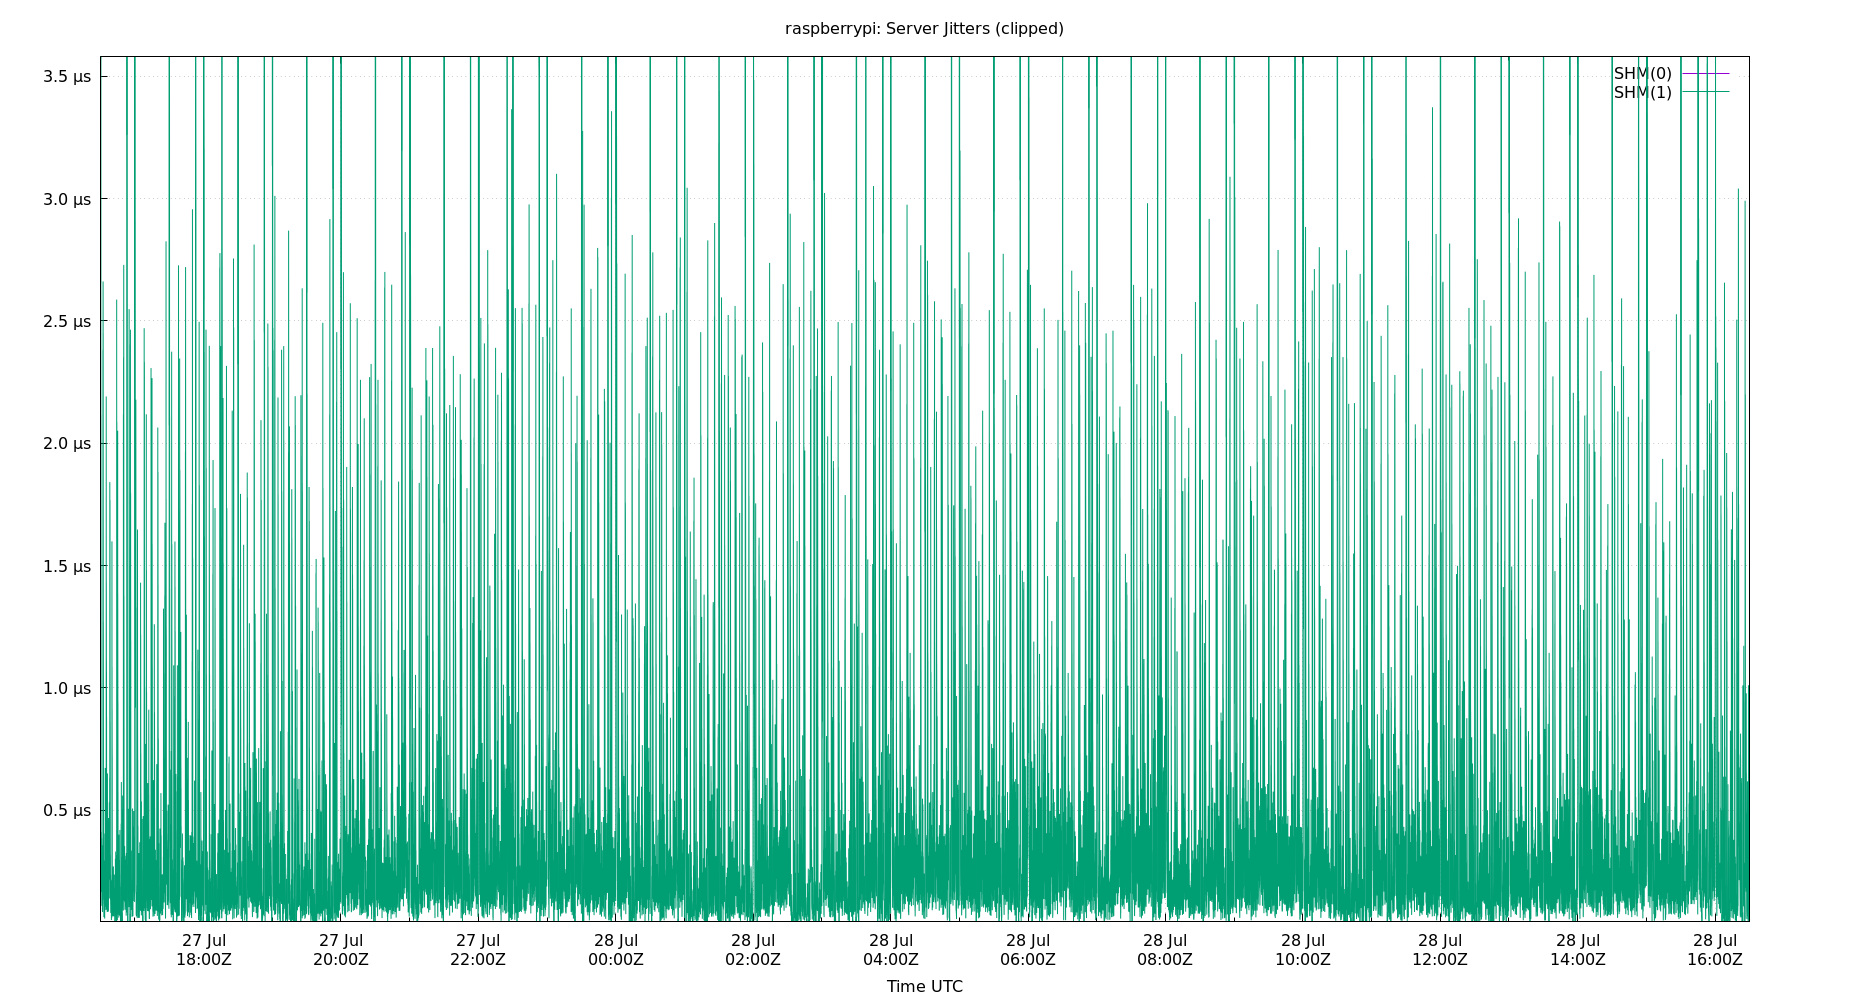 raspberrypi: Server Jitters (clipped)
SHM(0)
SHM(1)
3.5 µs
3.0 µs
2.5 µs
2.0 µs
1.5 µs
1.0 µs
0.5 µs
27 Jul 27 Jul 27 Jul 28 Jul 28 Jul 28 Jul 28 Jul 28 Jul 28 Jul 28 Jul 28 Jul 28 Jul
18:00Z 20:00Z 22:00Z 00:00Z 02:00Z 04:00Z 06:00Z 08:00Z 10:00Z 12:00Z 14:00Z 16:00Z
Time UTC